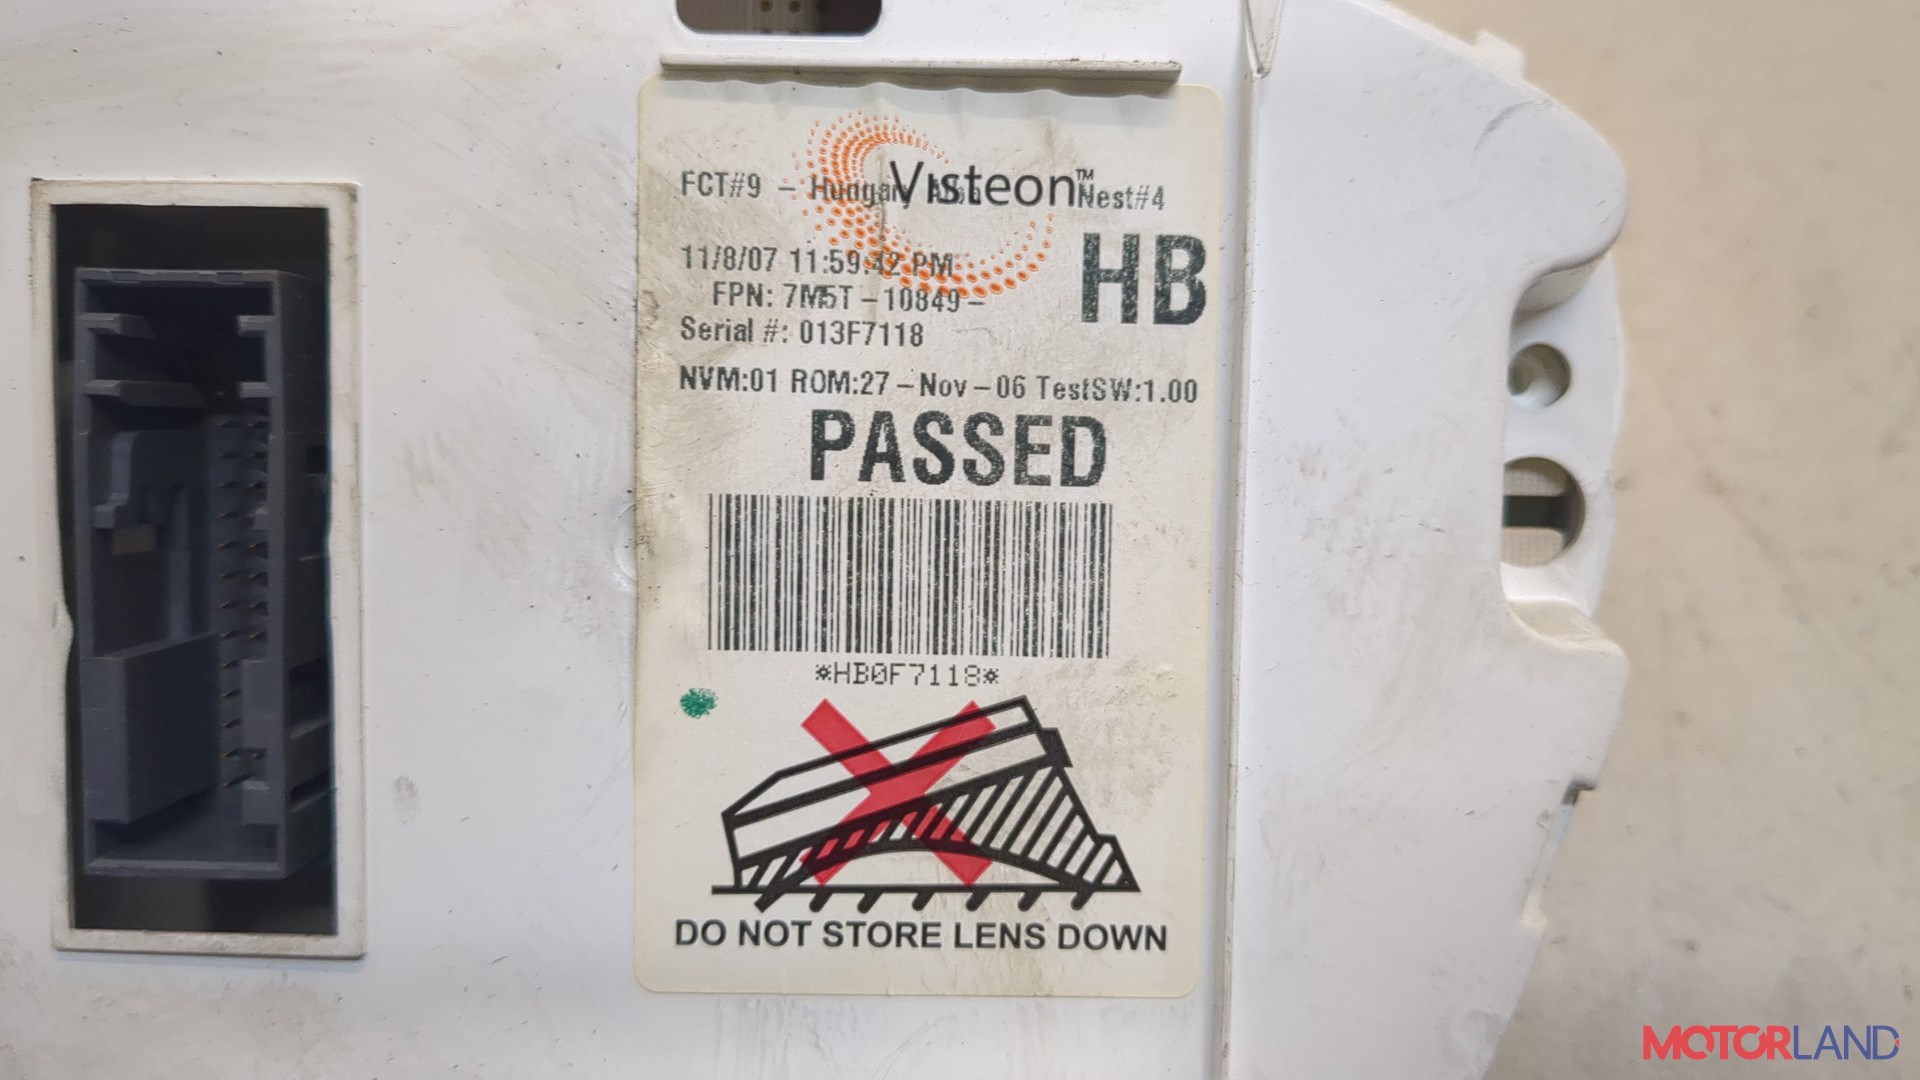 Visteon™
FCT#9 - Hungary Nest#4
11/8/07 11:59:42 PM
HB
FPN: 7M5T-10849-
Serial #: 013F7118
NVM:01 ROM:27-Nov-06 TestSW:1.00
PASSED
*HB0F7118*
DO NOT STORE LENS DOWN
MOTORLAND